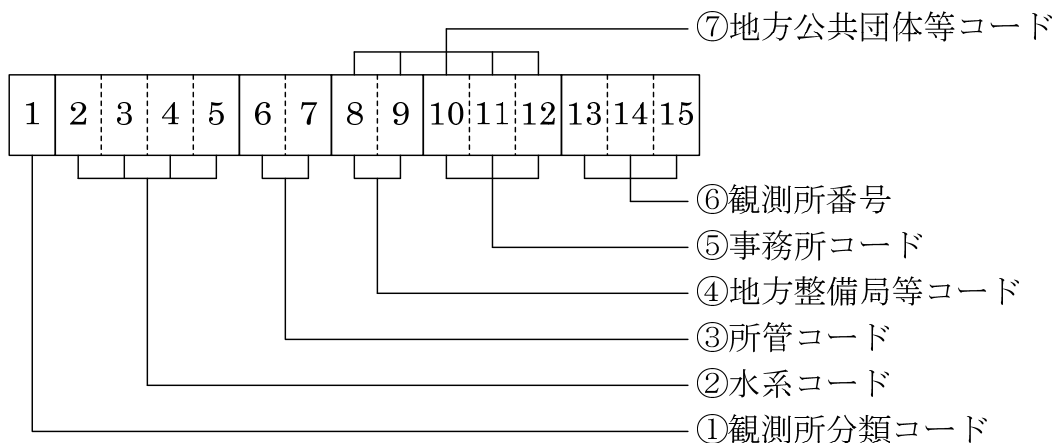 ⑦地方公共団体等コード
1 2 3 4 5 6 7 8 9 10 11 12 13 14 15
⑥観測所番号
⑤事務所コード
④地方整備局等コード
③所管コード
②水系コード
①観測所分類コード